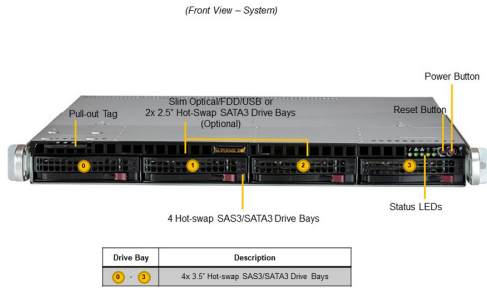 (Front View – System)
Power Button
Slim Optical/FDD/USB or
Pull-out Tag
2x 2.5" Hot-Swap SATA3 Drive Bays
Reset Button
(Optional)
SUPERMICRO
0
1
2
3
4 Hot-swap SAS3/SATA3 Drive Bays
Status LEDs
Drive Bay Description
0 - 3 4x 3.5" Hot-swap SAS3/SATA3 Drive Bays